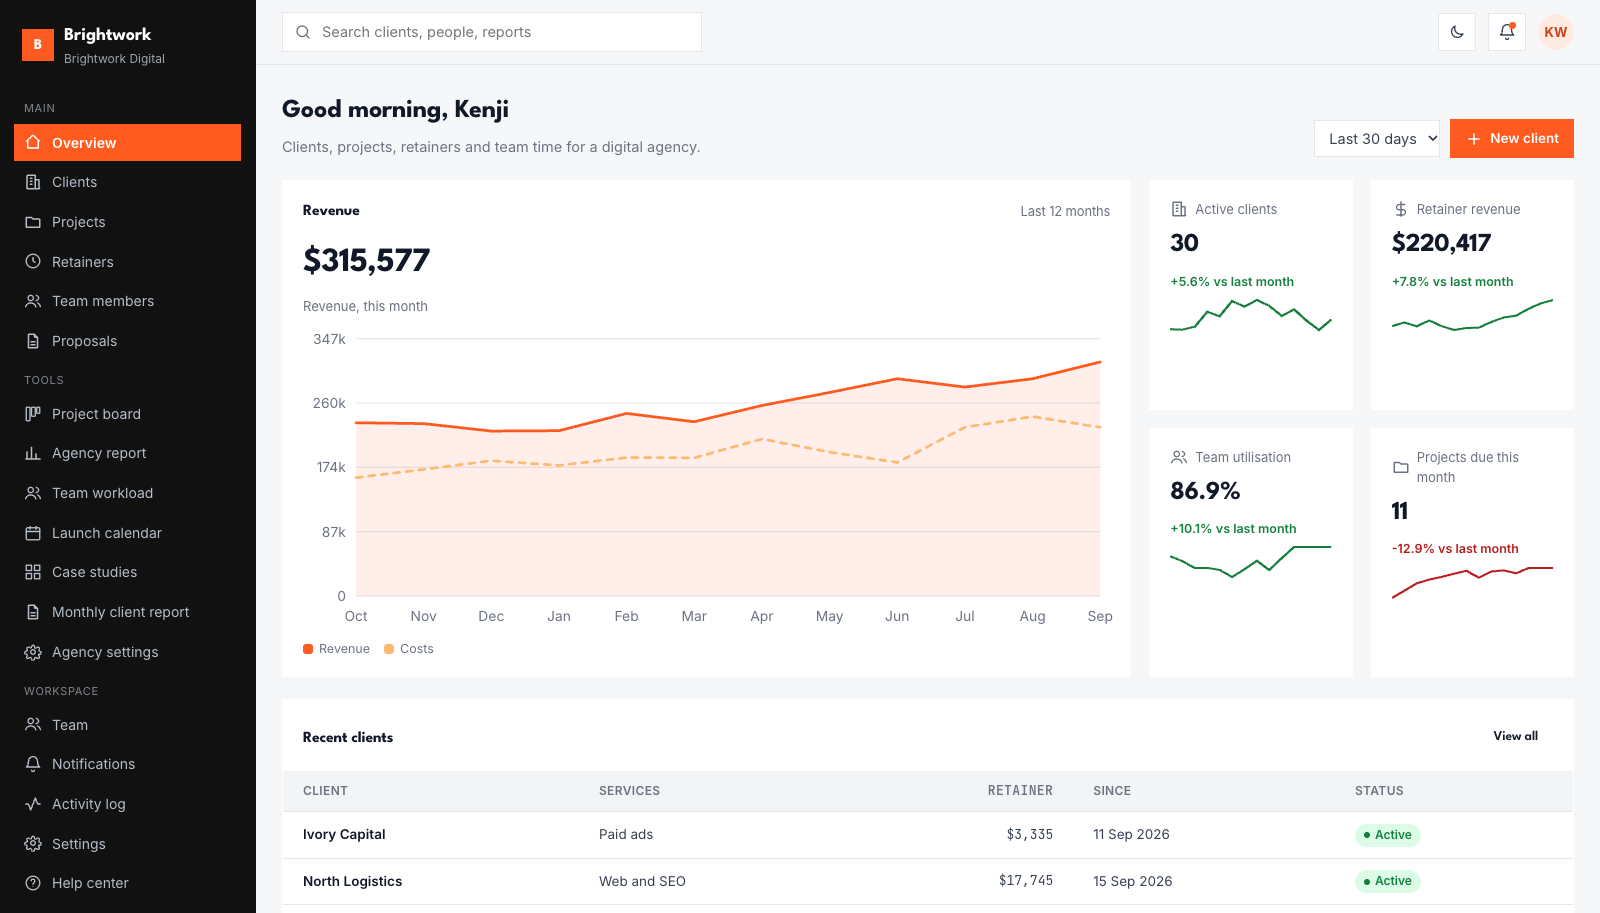 B
Brightwork
Brightwork Digital
MAIN
Overview
Clients
Projects
Retainers
Team members
Proposals
TOOLS
Project board
Agency report
Team workload
Launch calendar
Case studies
Monthly client report
Agency settings
WORKSPACE
Team
Notifications
Activity log
Settings
Help center
Search clients, people, reports
KW
Good morning, Kenji
Clients, projects, retainers and team time for a digital agency.
Last 30 days
New client
Revenue
Last 12 months
$315,577
Revenue, this month
347k
260k
174k
87k
0
Oct Nov Dec Jan Feb Mar Apr May Jun Jul Aug Sep
Revenue Costs
Active clients
30
+5.6% vs last month
Retainer revenue
$220,417
+7.8% vs last month
Team utilisation
86.9%
+10.1% vs last month
Projects due this
month
11
-12.9% vs last month
Recent clients
View all
CLIENT SERVICES RETAINER SINCE STATUS
Ivory Capital Paid ads $3,335 11 Sep 2026 Active
North Logistics Web and SEO $17,745 15 Sep 2026 Active